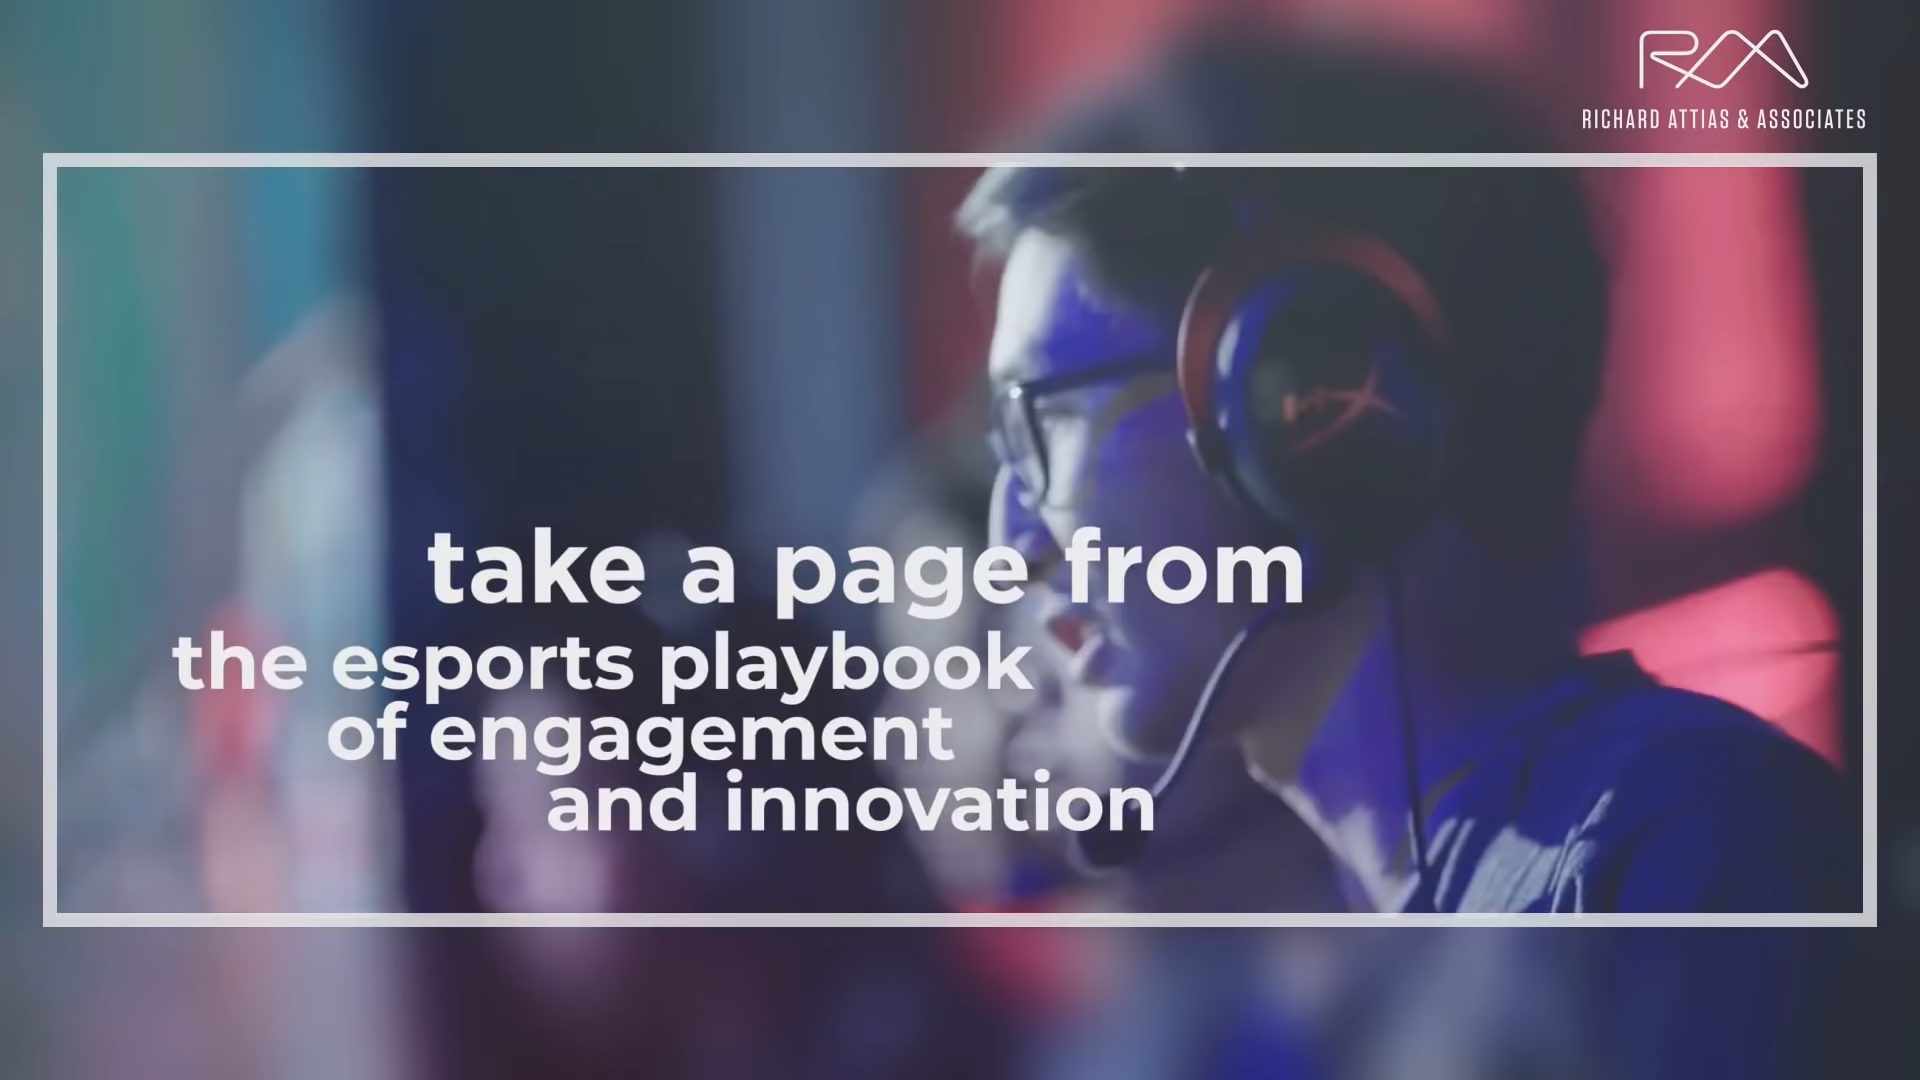 RICHARD ATTIAS & ASSOCIATES
take a page from
the esports playbook
of engagement
and innovation